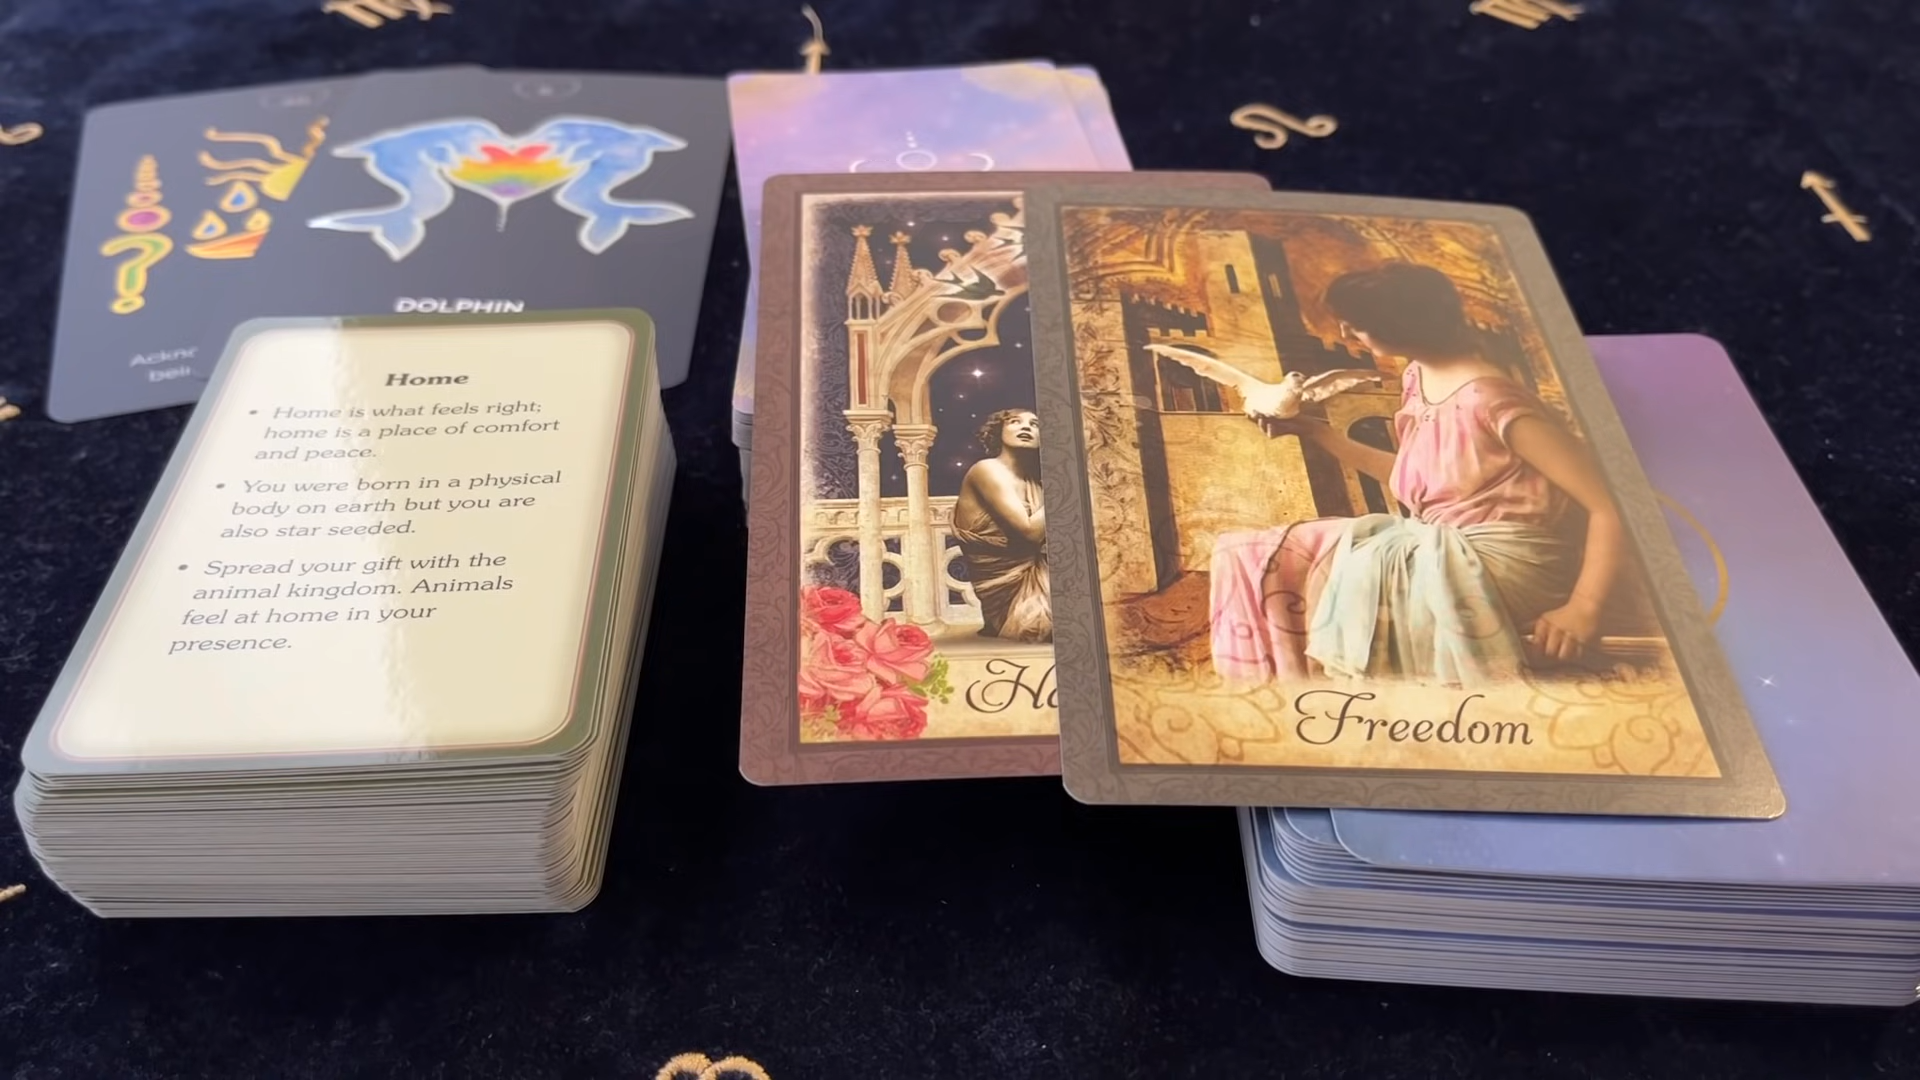 DOLPHIN
Home
• Home is what feels right;
home is a place of comfort
and peace.
• You were born in a physical
body on earth but you are
also star seeded.
• Spread your gift with the
animal kingdom. Animals
feel at home in your
presence.
Freedom